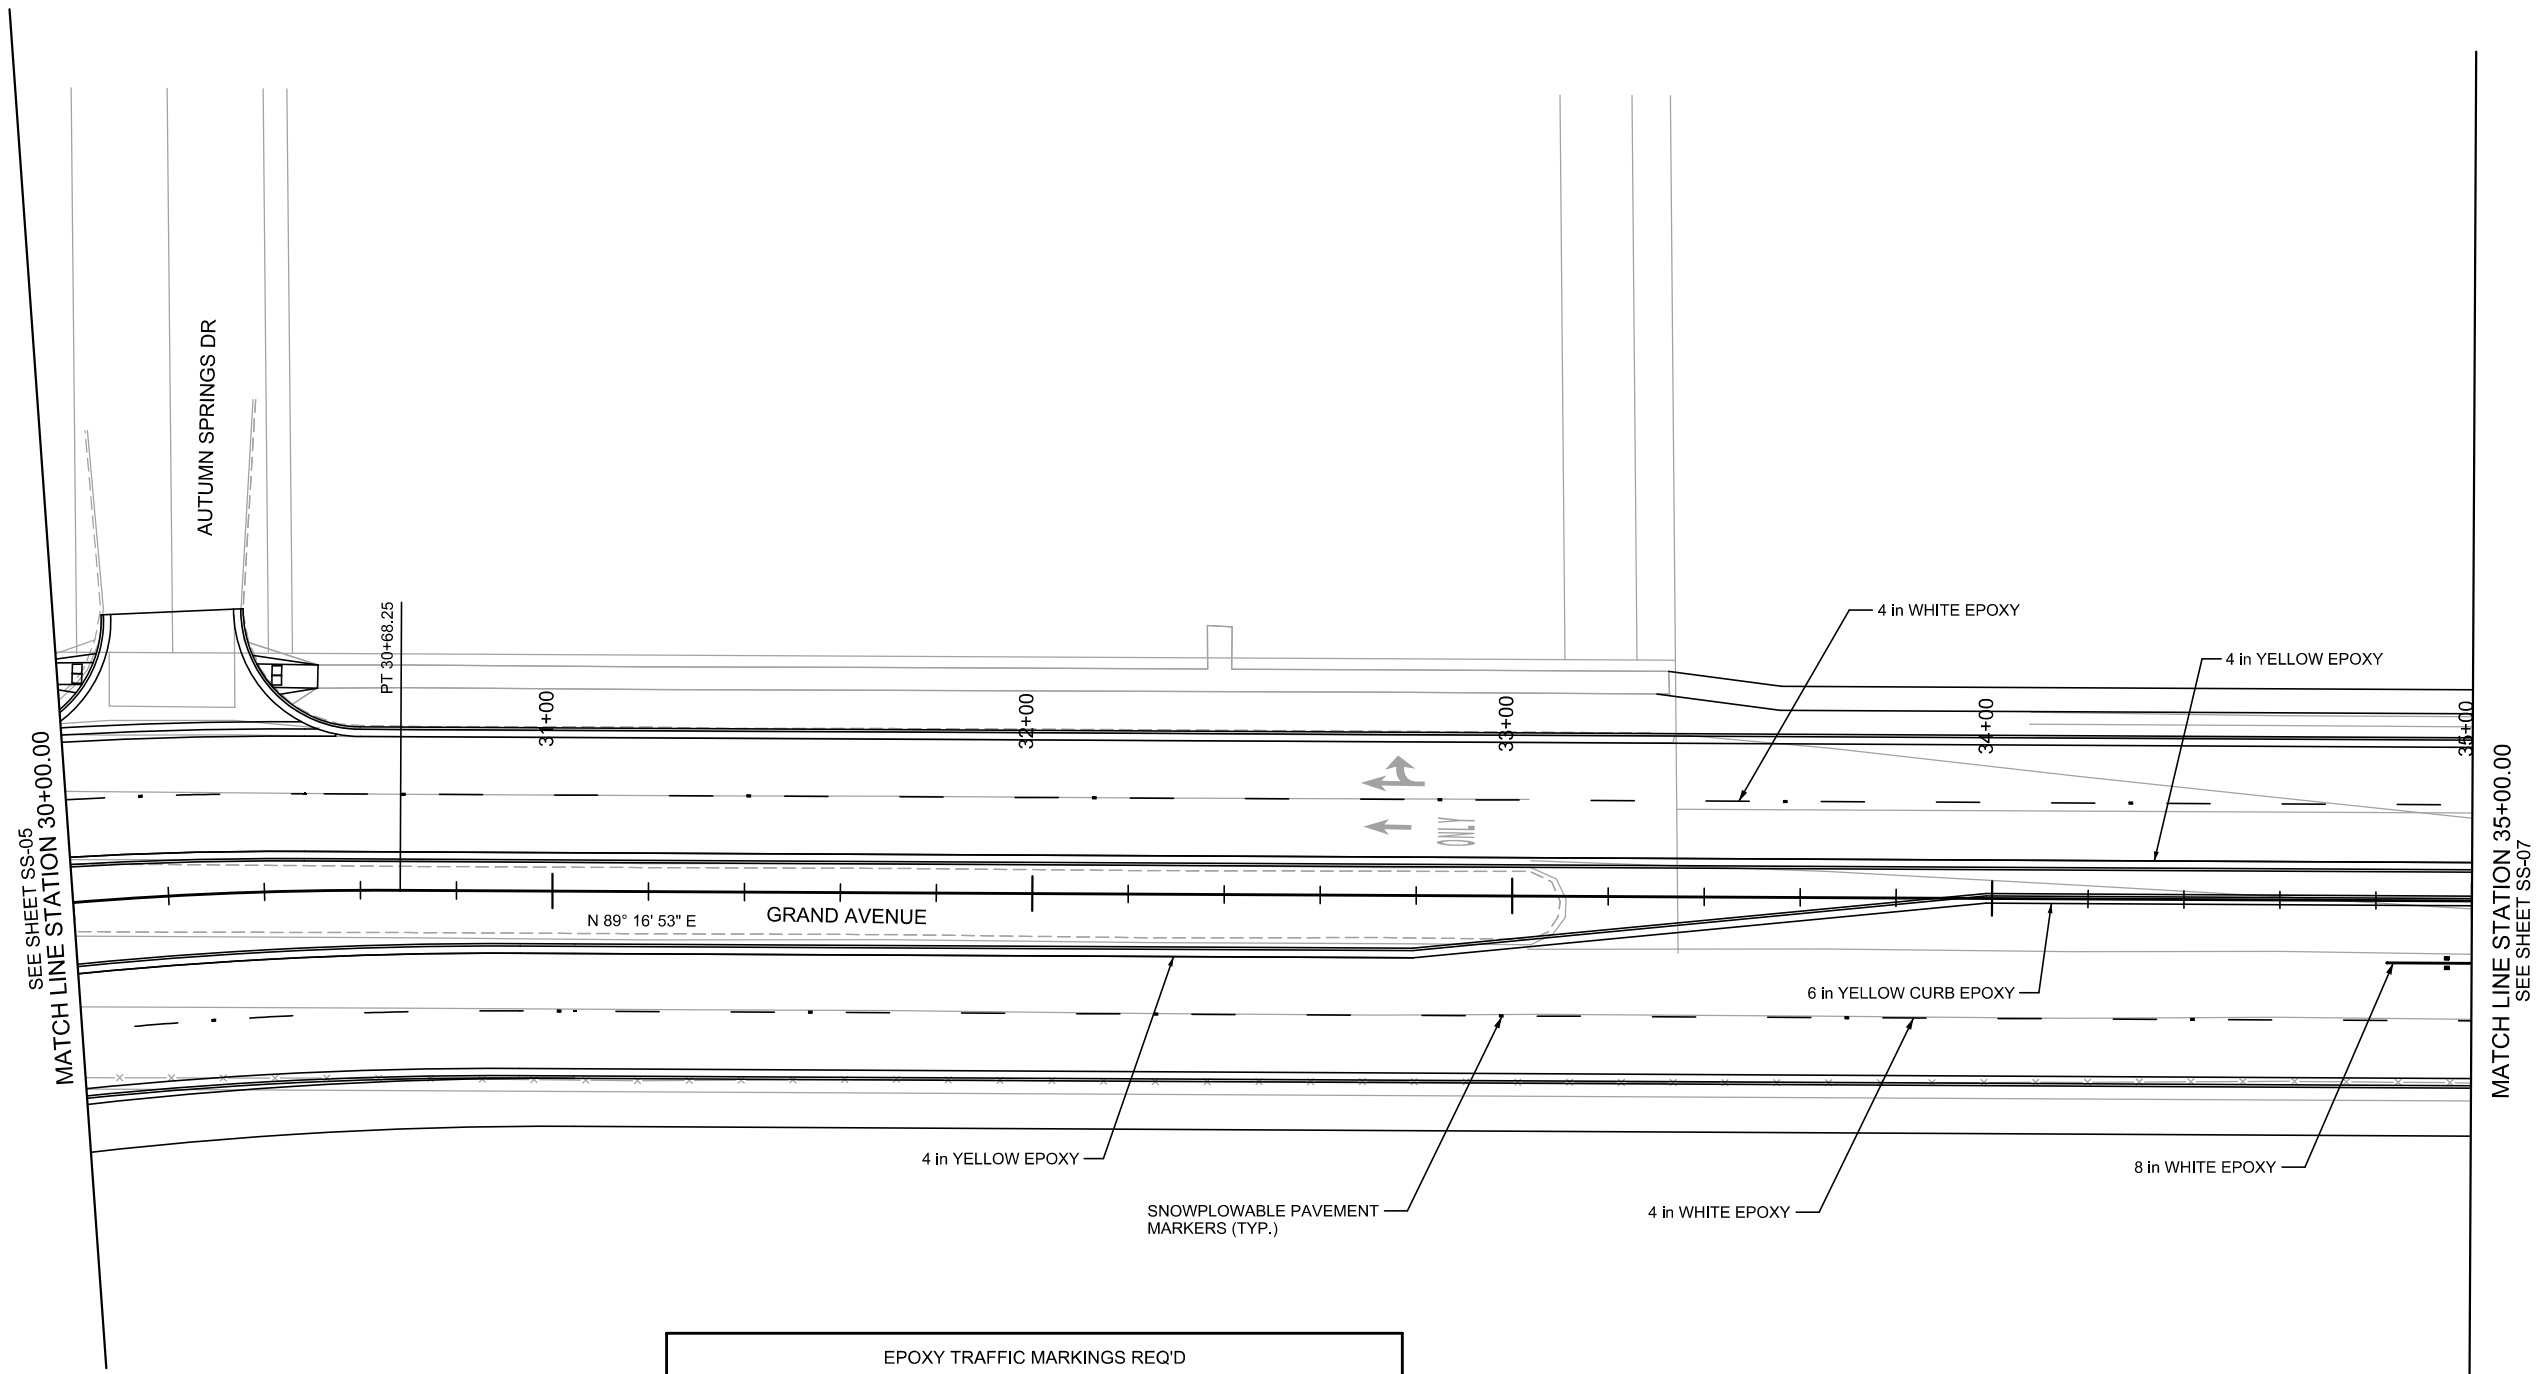 AUTUMN SPRINGS DR
PT 30+68.25
31+00
32+00
33+00
34+00
35+00
4 in WHITE EPOXY
4 in YELLOW EPOXY
ONLY
SEE SHEET SS-05
MATCH LINE STATION 30+00.00
MATCH LINE STATION 35+00.00
SEE SHEET SS-07
N 89° 16' 53" E
GRAND AVENUE
6 in YELLOW CURB EPOXY
4 in YELLOW EPOXY
8 in WHITE EPOXY
SNOWPLOWABLE PAVEMENT
MARKERS (TYP.)
4 in WHITE EPOXY
EPOXY TRAFFIC MARKINGS REQ'D